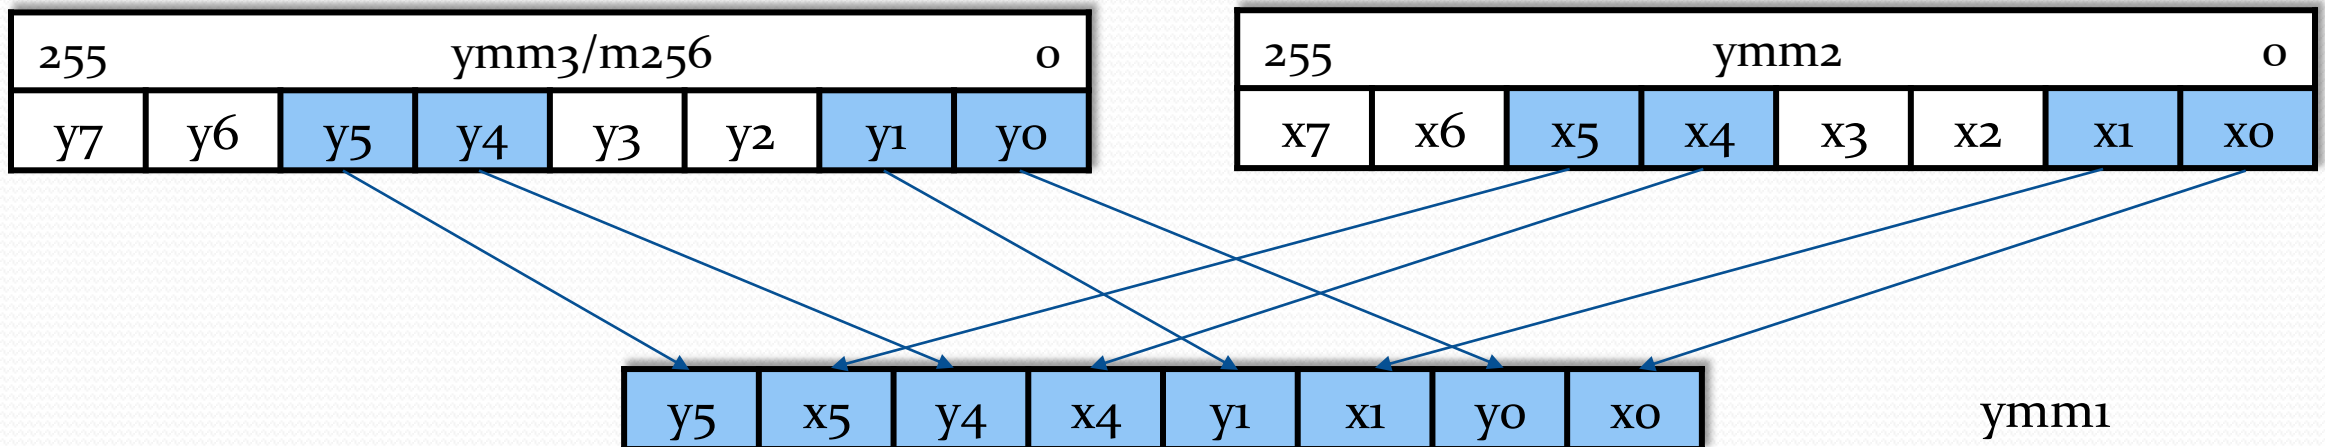 255 ymm3/m256 0
y7 y6 y5 y4 y3 y2 y1 y0
255 ymm2 0
x7 x6 x5 x4 x3 x2 x1 x0
y5 x5 y4 x4 y1 x1 y0 x0
ymm1